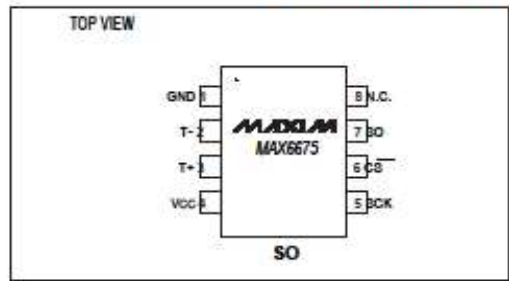 TOP VIEW
GND 1
T- 2
T+ 3
VCC 4
MAXIM
MAX6675
8 N.C.
7 SO
6 CS
5 SCK
SO